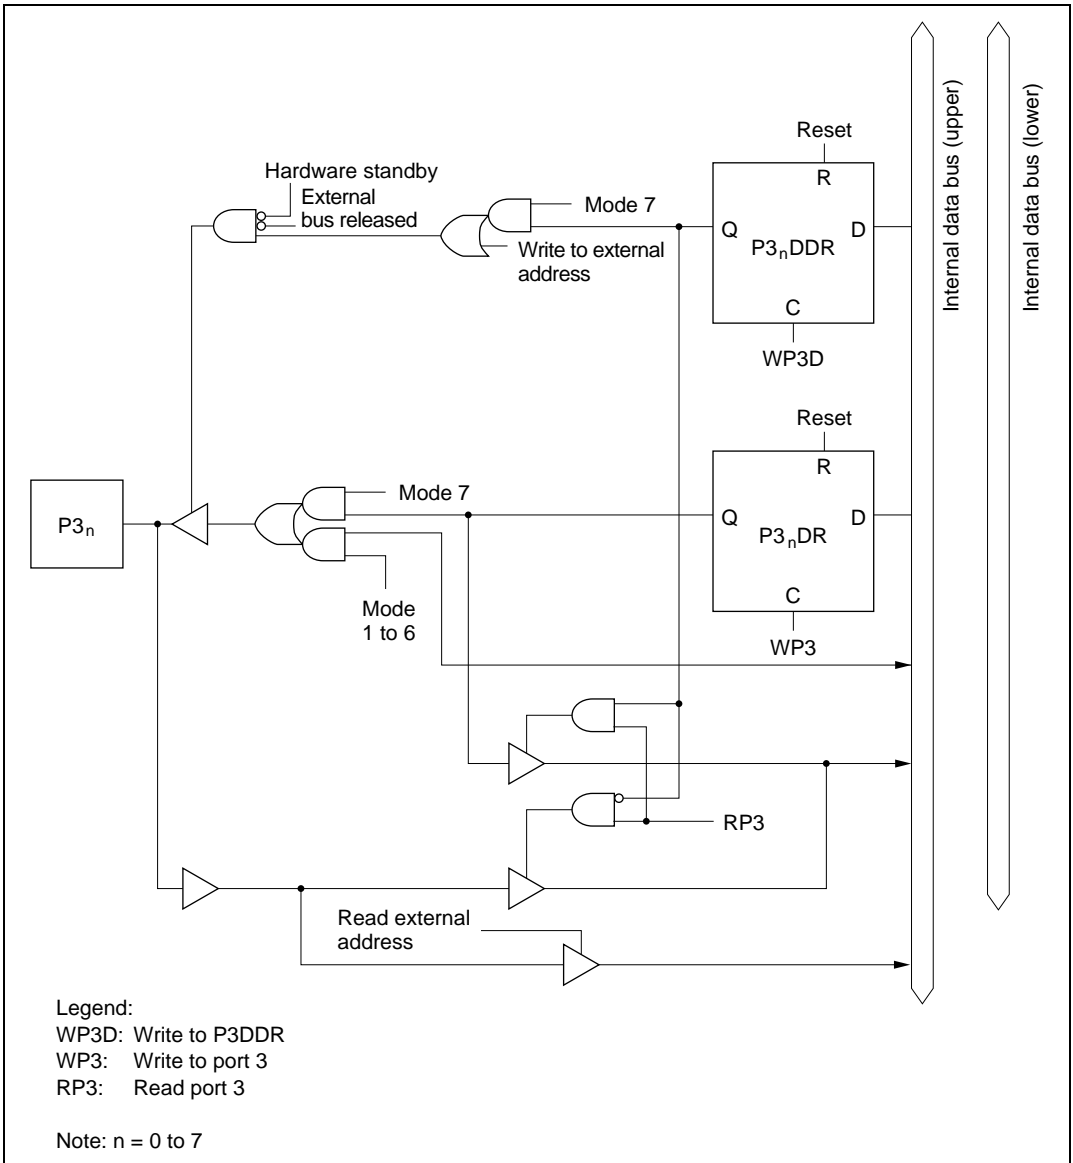 Reset
R
Hardware standby
External
bus released
Mode 7
Write to external
address
Q
P3nDDR
D
C
WP3D
Internal data bus (upper)
Internal data bus (lower)
Reset
R
P3n
Mode 7
Q
P3nDR
D
C
Mode
1 to 6
WP3
RP3
Read external
address
Legend:
WP3D: Write to P3DDR
WP3: Write to port 3
RP3: Read port 3
Note: n = 0 to 7